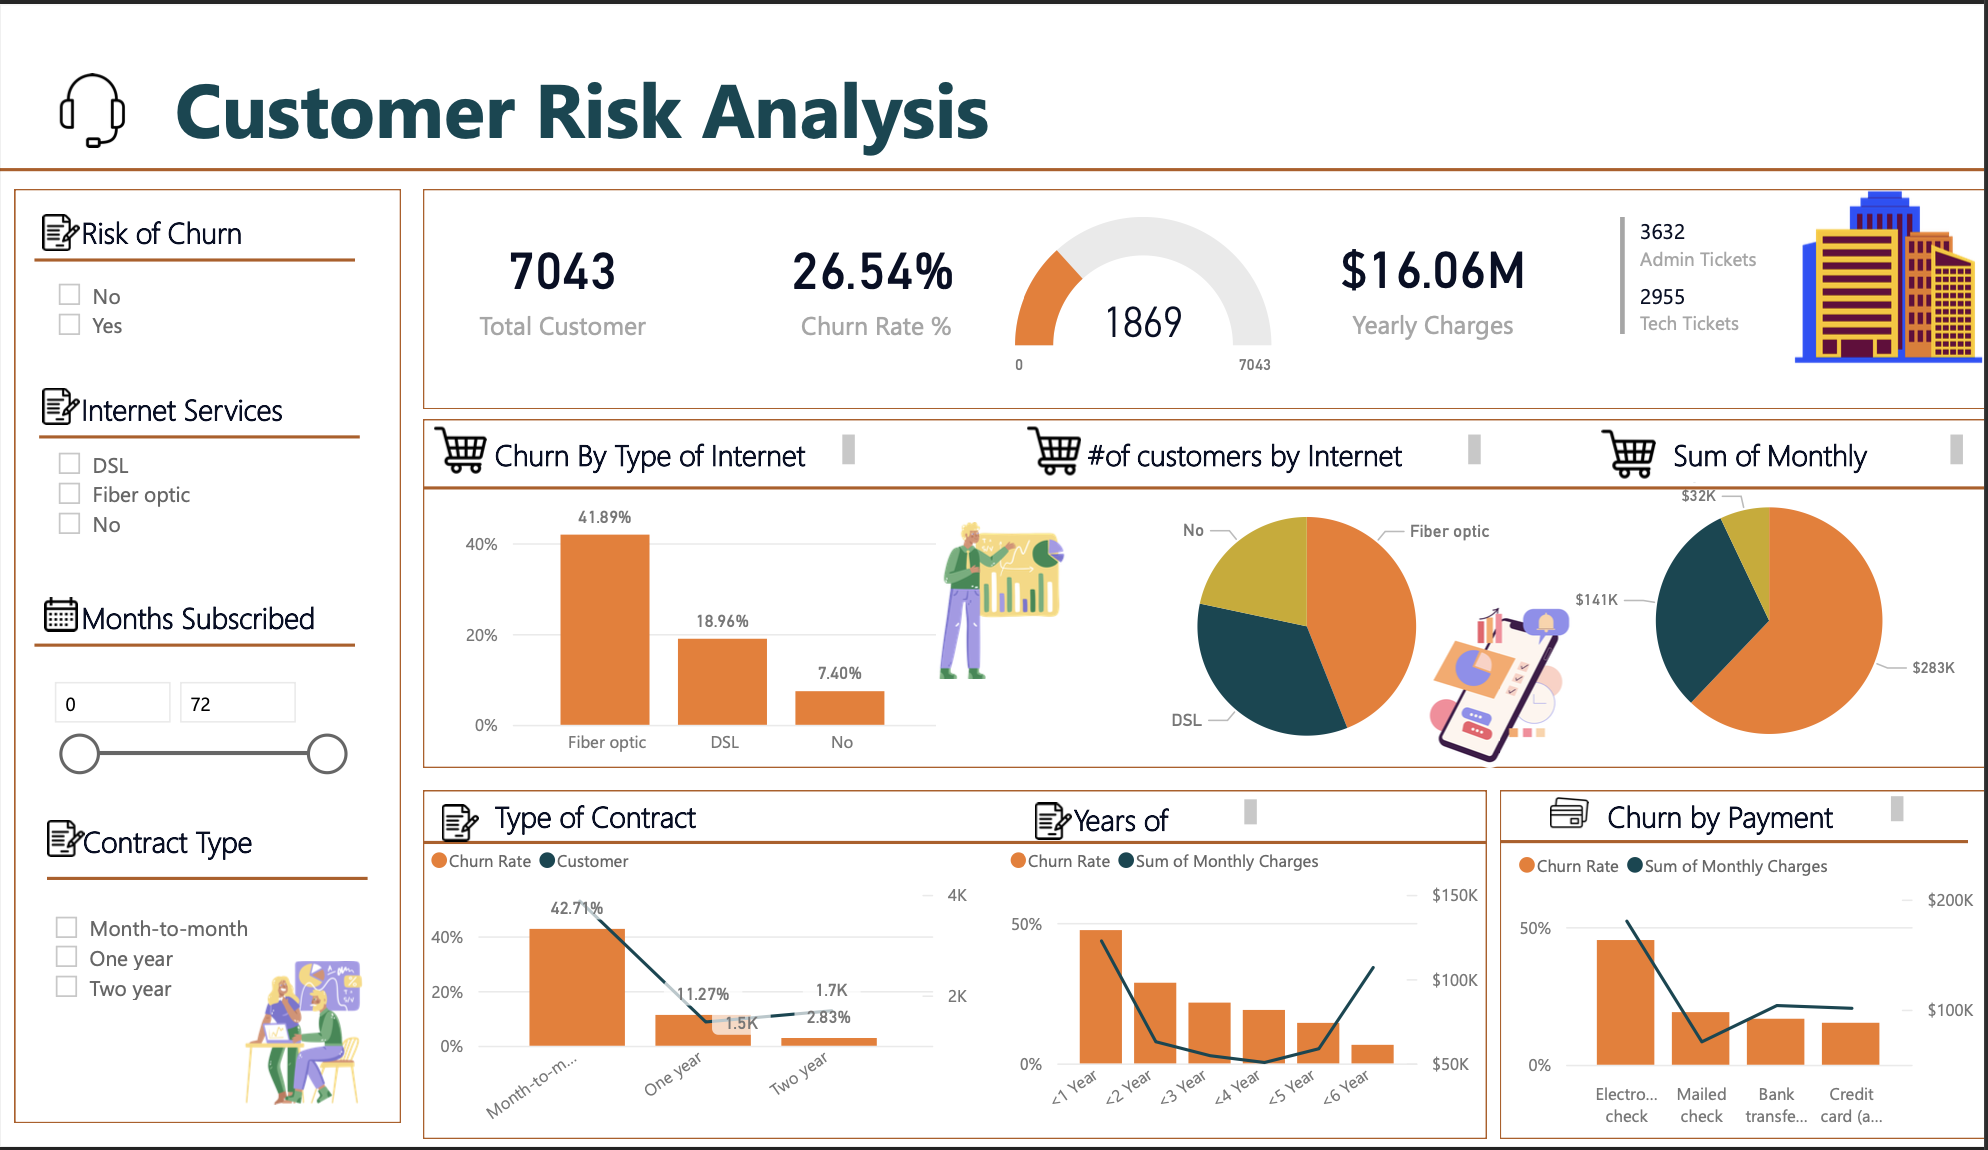 Customer Risk Analysis
Risk of Churn
No
Yes
Internet Services
DSL
Fiber optic
No
Months Subscribed
0
72
Contract Type
Month-to-month
One year
Two year
7043
Total Customer
26.54%
Churn Rate %
1869
0
7043
$16.06M
Yearly Charges
3632
Admin Tickets
2955
Tech Tickets
Churn By Type of Internet
41.89%
40%
18.96%
20%
7.40%
0%
Fiber optic
DSL
No
#of customers by Internet
No
Fiber optic
DSL
Sum of Monthly
$32K
$141K
$283K
Type of Contract
Churn Rate
Customer
42.71%
4K
40%
11.27%
1.7K
20%
2K
1.5K
2.83%
0%
Month-to-m...
One year
Two year
Years of
Churn Rate
Sum of Monthly Charges
$150K
50%
$100K
0%
$50K
<1 Year
<2 Year
<3 Year
<4 Year
<5 Year
<6 Year
Churn by Payment
Churn Rate
Sum of Monthly Charges
$200K
50%
$100K
0%
Electro...
check
Mailed
check
Bank
transfe...
Credit
card (a...